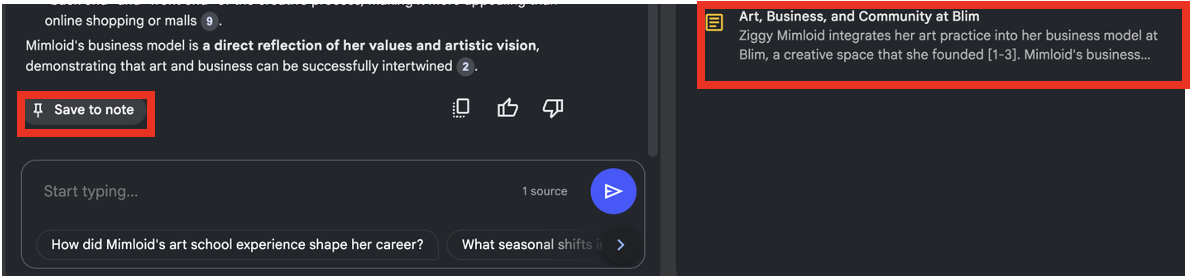 online shopping or malls 9.
Mimloid's business model is a direct reflection of her values and artistic vision,
demonstrating that art and business can be successfully intertwined 2.
Save to note
Start typing...
1 source
How did Mimloid's art school experience shape her career?
What seasonal shifts
Art, Business, and Community at Blim
Ziggy Mimloid integrates her art practice into her business model at
Blim, a creative space that she founded [1-3]. Mimloid's business...